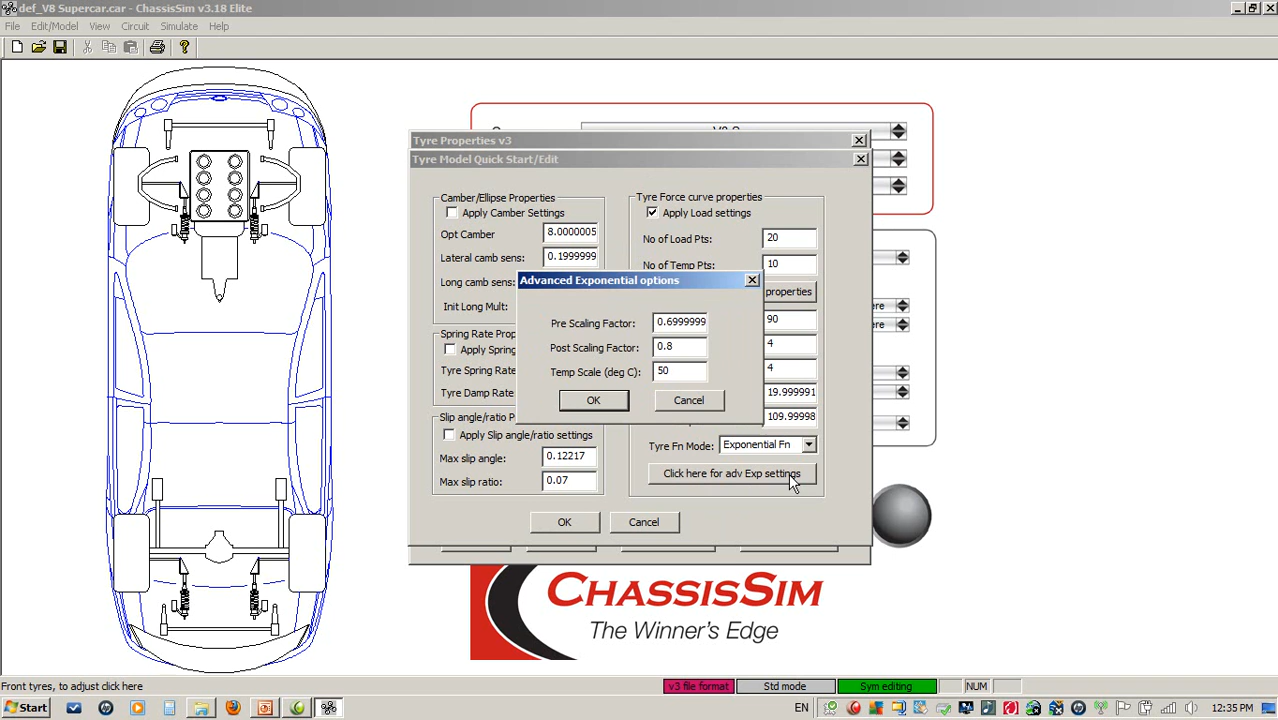 def_V8 Supercar.car - ChassisSim v3.18 Elite
File Edit/Model View Circuit Simulate Help
Tyre Properties v3
Tyre Model Quick Start/Edit
Camber/Ellipse Properties
Apply Camber Settings
Opt Camber 8.0000005
Lateral camb sens: 0.1999999
Long camb sens:
Init Long Mult:
Spring Rate Prop
Apply Spring
Tyre Spring Rate
Tyre Damp Rate
Slip angle/ratio P
Apply Slip angle/ratio settings
Max slip angle: 0.12217
Max slip ratio: 0.07
Tyre Force curve properties
Apply Load settings
No of Load Pts: 20
No of Temp Pts: 10
properties
90
4
4
19.999991
109.99998
Tyre Fn Mode: Exponential Fn
Click here for adv Exp settings
OK Cancel
Advanced Exponential options
Pre Scaling Factor: 0.6999999
Post Scaling Factor: 0.8
Temp Scale (deg C): 50
OK Cancel
ere
ere
CHASSISSIM
The Winner's Edge
Front tyres, to adjust click here
v3 file format Std mode Sym editing NUM
Start EN 12:35 PM